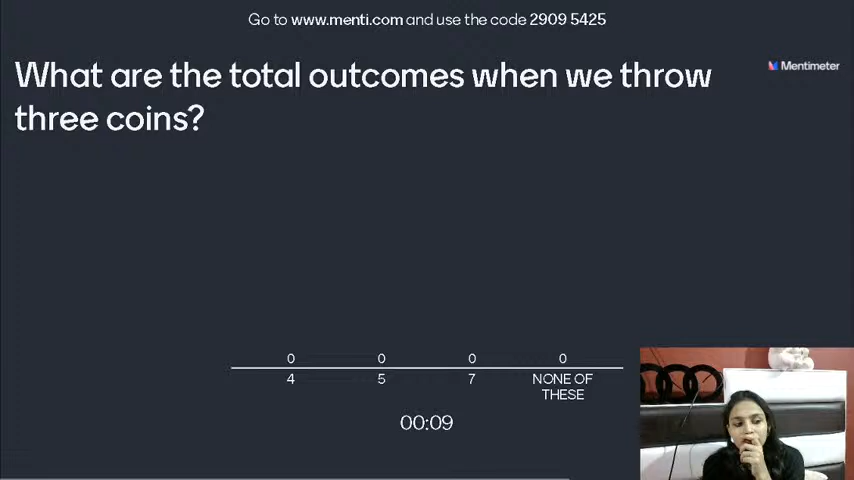 Go to www.menti.com and use the code 2909 5425
What are the total outcomes when we throw
three coins?
Mentimeter
0 0 0 0
4 5 7 NONE OF
THESE
00:09